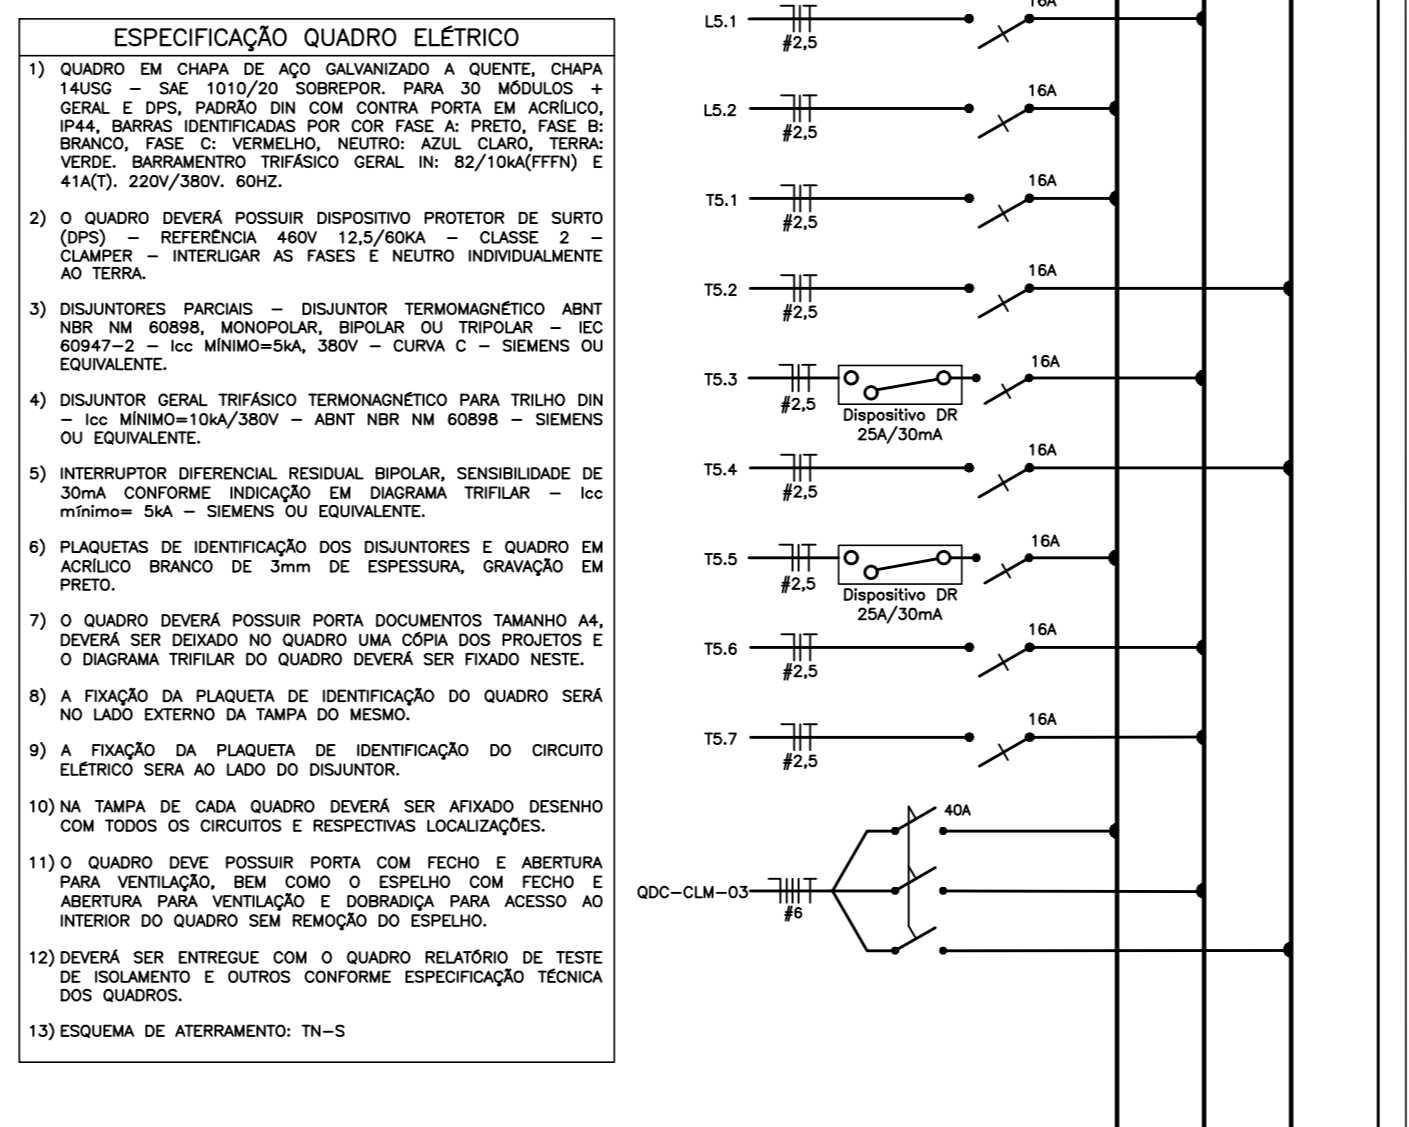 ESPECIFICAÇÃO QUADRO ELÉTRICO
1) QUADRO EM CHAPA DE AÇO GALVANIZADO A QUENTE, CHAPA
14USG – SAE 1010/20 SOBREPOR. PARA 30 MÓDULOS +
GERAL E DPS, PADRÃO DIN COM CONTRA PORTA EM ACRÍLICO,
IP44, BARRAS IDENTIFICADAS POR COR FASE A: PRETO, FASE B:
BRANCO, FASE C: VERMELHO, NEUTRO: AZUL CLARO, TERRA:
VERDE. BARRAMENTRO TRIFÁSICO GERAL IN: 82/10kA(FFFN) E
41A(T). 220V/380V. 60HZ.
2) O QUADRO DEVERÁ POSSUIR DISPOSITIVO PROTETOR DE SURTO
(DPS) – REFERÊNCIA 460V 12,5/60KA – CLASSE 2 –
CLAMPER – INTERLIGAR AS FASES E NEUTRO INDIVIDUALMENTE
AO TERRA.
3) DISJUNTORES PARCIAIS – DISJUNTOR TERMOMAGNÉTICO ABNT
NBR NM 60898, MONOPOLAR, BIPOLAR OU TRIPOLAR – IEC
60947–2 – Icc MÍNIMO=5kA, 380V – CURVA C – SIEMENS OU
EQUIVALENTE.
4) DISJUNTOR GERAL TRIFÁSICO TERMONAGNÉTICO PARA TRILHO DIN
– Icc MÍNIMO=10kA/380V – ABNT NBR NM 60898 – SIEMENS
OU EQUIVALENTE.
5) INTERRUPTOR DIFERENCIAL RESIDUAL BIPOLAR, SENSIBILIDADE DE
30mA CONFORME INDICAÇÃO EM DIAGRAMA TRIFILAR – Icc
mínimo= 5kA – SIEMENS OU EQUIVALENTE.
6) PLAQUETAS DE IDENTIFICAÇÃO DOS DISJUNTORES E QUADRO EM
ACRÍLICO BRANCO DE 3mm DE ESPESSURA, GRAVAÇÃO EM
PRETO.
7) O QUADRO DEVERÁ POSSUIR PORTA DOCUMENTOS TAMANHO A4,
DEVERÁ SER DEIXADO NO QUADRO UMA CÓPIA DOS PROJETOS E
O DIAGRAMA TRIFILAR DO QUADRO DEVERÁ SER FIXADO NESTE.
8) A FIXAÇÃO DA PLAQUETA DE IDENTIFICAÇÃO DO QUADRO SERÁ
NO LADO EXTERNO DA TAMPA DO MESMO.
9) A FIXAÇÃO DA PLAQUETA DE IDENTIFICAÇÃO DO CIRCUITO
ELÉTRICO SERA AO LADO DO DISJUNTOR.
10) NA TAMPA DE CADA QUADRO DEVERÁ SER AFIXADO DESENHO
COM TODOS OS CIRCUITOS E RESPECTIVAS LOCALIZAÇÕES.
11) O QUADRO DEVE POSSUIR PORTA COM FECHO E ABERTURA
PARA VENTILAÇÃO, BEM COMO O ESPELHO COM FECHO E
ABERTURA PARA VENTILAÇÃO E DOBRADIÇA PARA ACESSO AO
INTERIOR DO QUADRO SEM REMOÇÃO DO ESPELHO.
12) DEVERÁ SER ENTREGUE COM O QUADRO RELATÓRIO DE TESTE
DE ISOLAMENTO E OUTROS CONFORME ESPECIFICAÇÃO TÉCNICA
DOS QUADROS.
13) ESQUEMA DE ATERRAMENTO: TN–S
16A
L5.1
#2,5
16A
L5.2
#2,5
16A
T5.1
#2,5
16A
T5.2
#2,5
16A
T5.3
#2,5
Dispositivo DR
25A/30mA
16A
T5.4
#2,5
16A
T5.5
#2,5
Dispositivo DR
25A/30mA
16A
T5.6
#2,5
16A
T5.7
#2,5
40A
QDC–CLM–03
#6